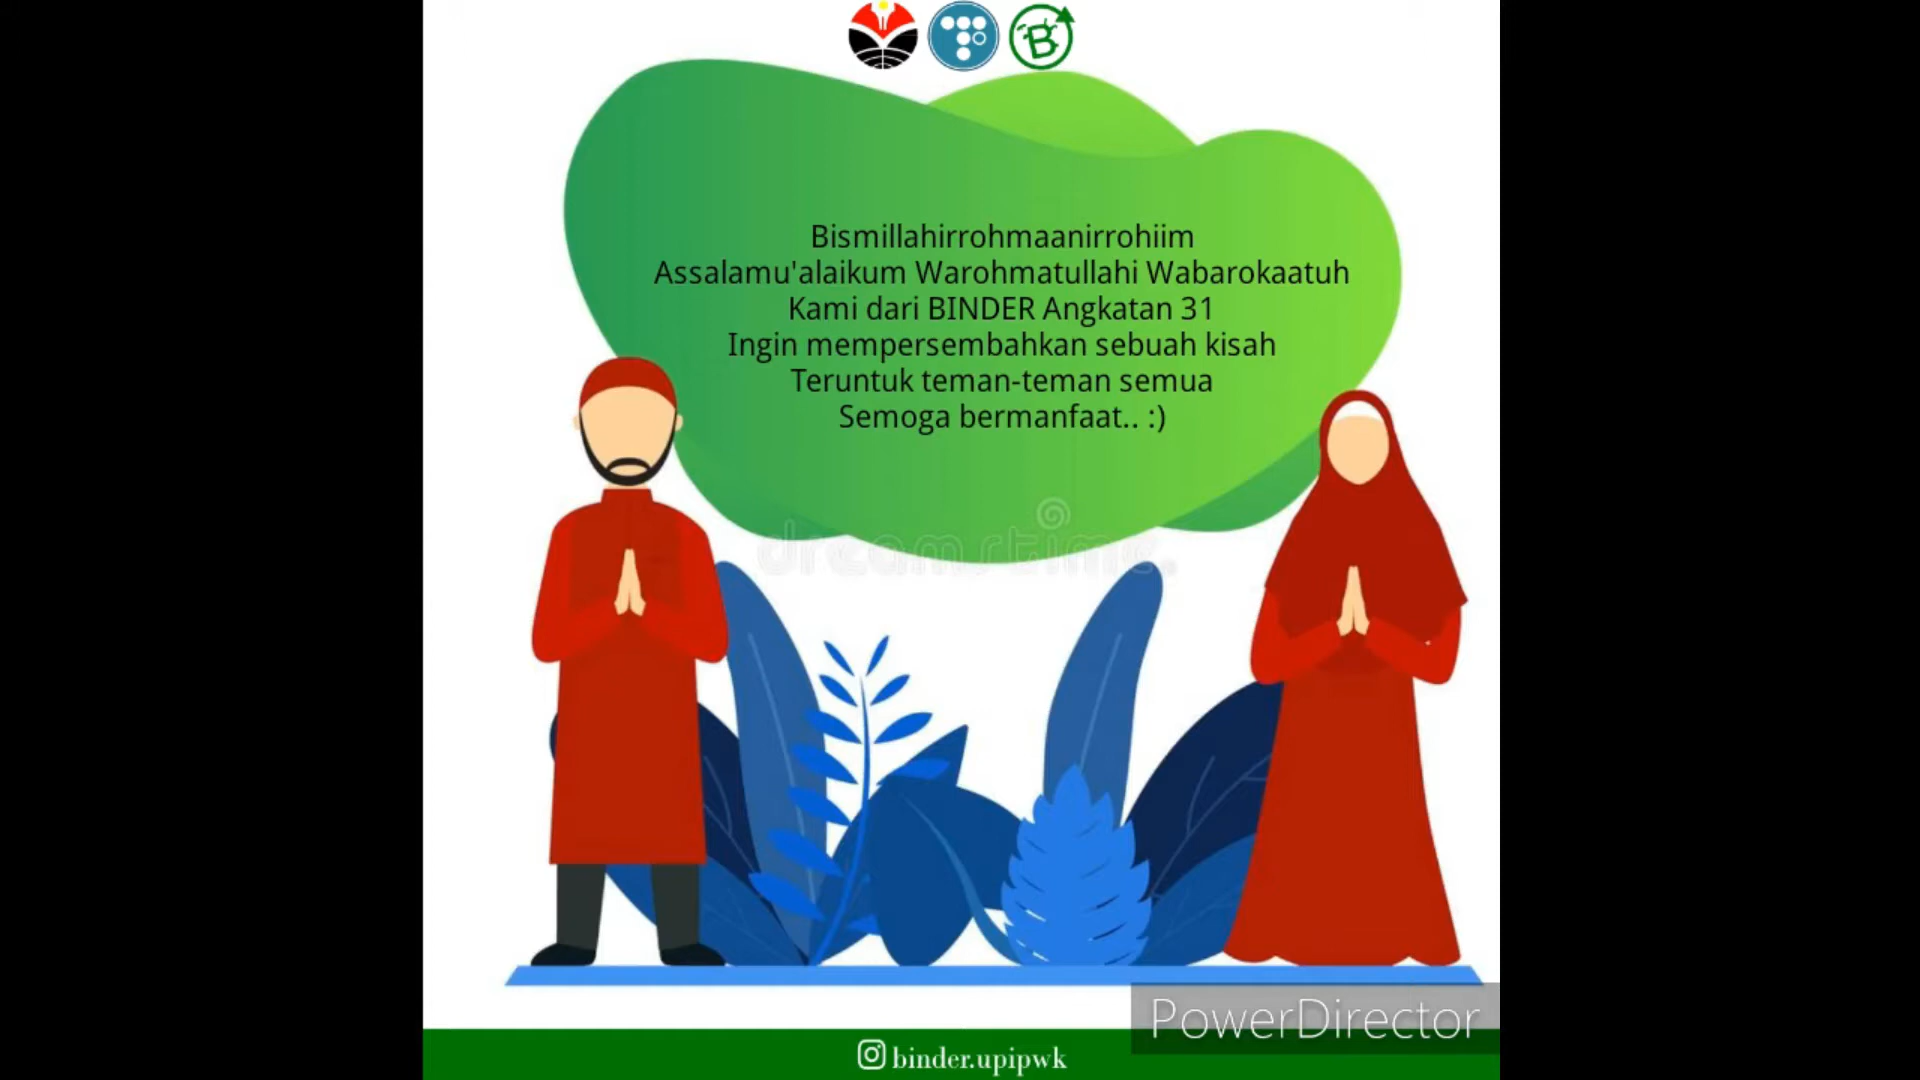 Bismillahirrohmaanirrohiim
Assalamu'alaikum Warohmatullahi Wabarokaatuh
Kami dari BINDER Angkatan 31
Ingin mempersembahkan sebuah kisah
Teruntuk teman-teman semua
Semoga bermanfaat.. :)
dreamstime.
PowerDirector
binder.upipwk